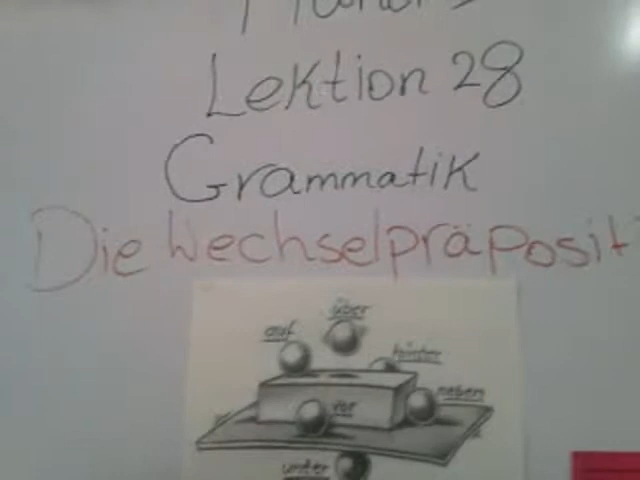 Lektion 28
Grammatik
Die Wechselpräposit
über
auf
hinter
neben
vor
unter